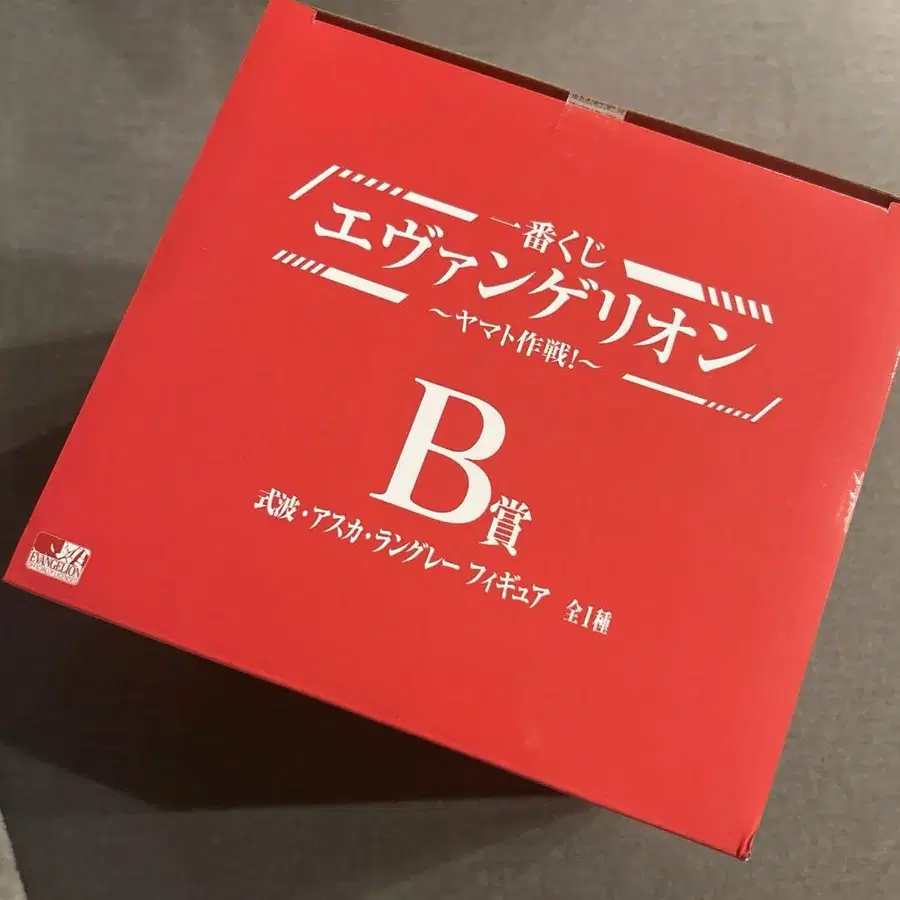 一番くじ
エヴァンゲリオン
～ヤマト作戦!～
B賞
式波・アスカ・ラングレー フィギュア 全1種
EVANGELION